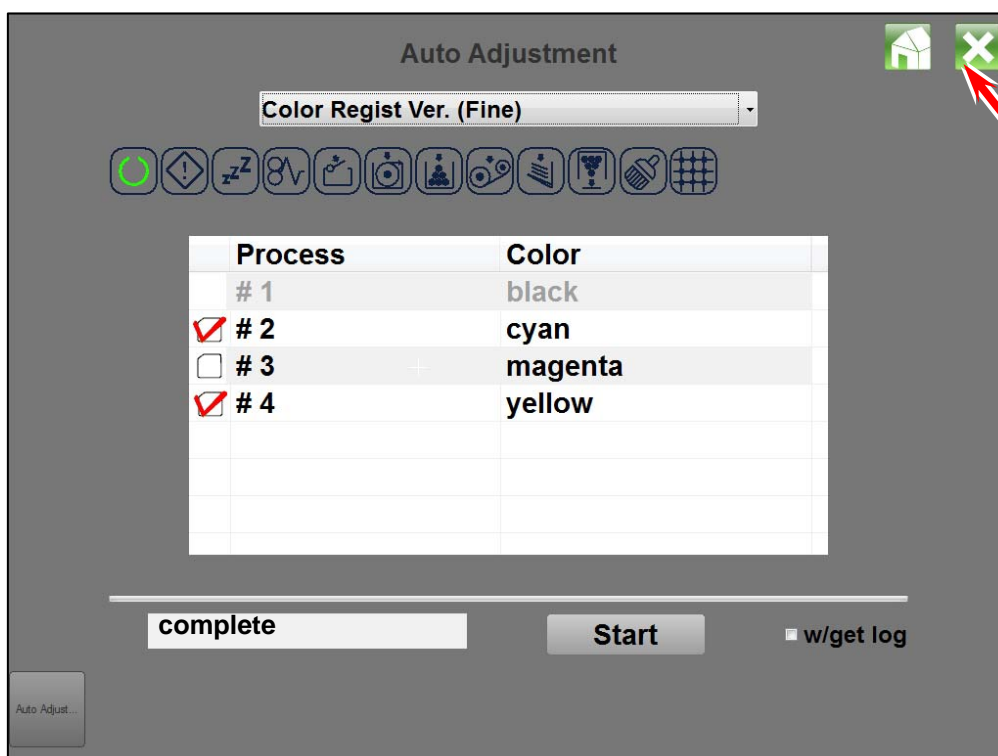 Auto Adjustment
Color Regist Ver. (Fine)
zzZ
Process Color
# 1 black
# 2 cyan
# 3 magenta
# 4 yellow
complete
Start
w/get log
Auto Adjust...